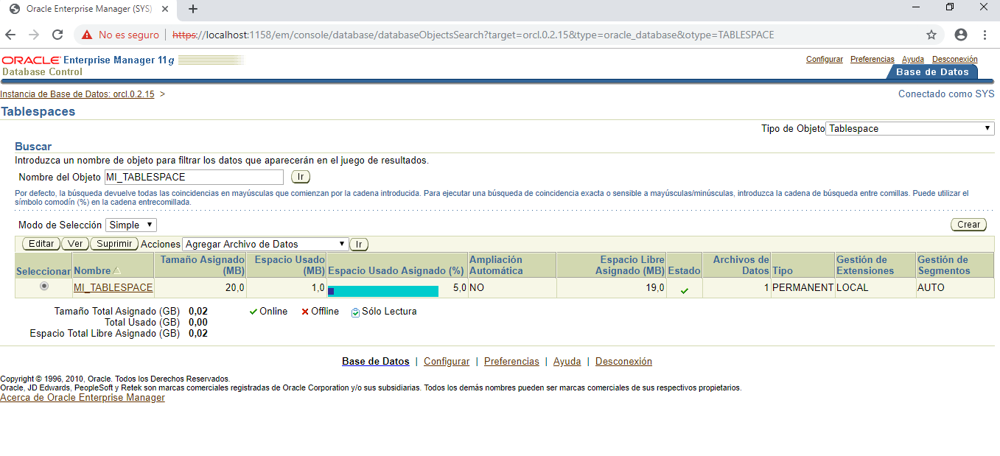 Oracle Enterprise Manager (SYS)
No es seguro | https://localhost:1158/em/console/database/databaseObjectsSearch?target=orcl.0.2.15&type=oracle_database&otype=TABLESPACE
ORACLE Enterprise Manager 11g
Database Control
Configurar Preferencias Ayuda Desconexión
Base de Datos
Instancia de Base de Datos: orcl.0.2.15 >
Conectado como SYS
Tablespaces
Tipo de Objeto Tablespace
Buscar
Introduzca un nombre de objeto para filtrar los datos que aparecerán en el juego de resultados.
Nombre del Objeto MI_TABLESPACE Ir
Por defecto, la búsqueda devuelve todas las coincidencias en mayúsculas que comienzan por la cadena introducida. Para ejecutar una búsqueda de coincidencia exacta o sensible a mayúsculas/minúsculas, introduzca la cadena de búsqueda entre comillas. Puede utilizar el
símbolo comodín (%) en la cadena entrecomillada.
Modo de Selección Simple
Crear
Editar Ver Suprimir Acciones Agregar Archivo de Datos Ir
Seleccionar Nombre Tamaño Asignado (MB) Espacio Usado (MB) Espacio Usado Asignado (%) Ampliación Automática Espacio Libre Asignado (MB) Estado Archivos de Datos Tipo Gestión de Extensiones Gestión de Segmentos
MI_TABLESPACE 20,0 1,0 5,0 NO 19,0 1 PERMANENT LOCAL AUTO
Tamaño Total Asignado (GB) 0,02 Online Offline Sólo Lectura
Total Usado (GB) 0,00
Espacio Total Libre Asignado (GB) 0,02
Base de Datos | Configurar | Preferencias | Ayuda | Desconexión
Copyright © 1996, 2010, Oracle. Todos los Derechos Reservados.
Oracle, JD Edwards, PeopleSoft y Retek son marcas comerciales registradas de Oracle Corporation y/o sus subsidiarias. Todos los demás nombres pueden ser marcas comerciales de sus respectivos propietarios.
Acerca de Oracle Enterprise Manager